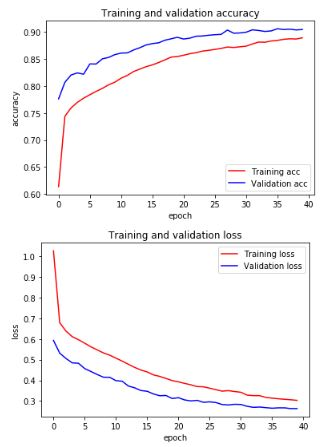 Training and validation accuracy
0.90
0.85
0.80
0.75
0.70
0.65
0.60
accuracy
Training acc
Validation acc
0 5 10 15 20 25 30 35 40
epoch
Training and validation loss
1.0
0.9
0.8
0.7
0.6
0.5
0.4
0.3
loss
Training loss
Validation loss
0 5 10 15 20 25 30 35 40
epoch